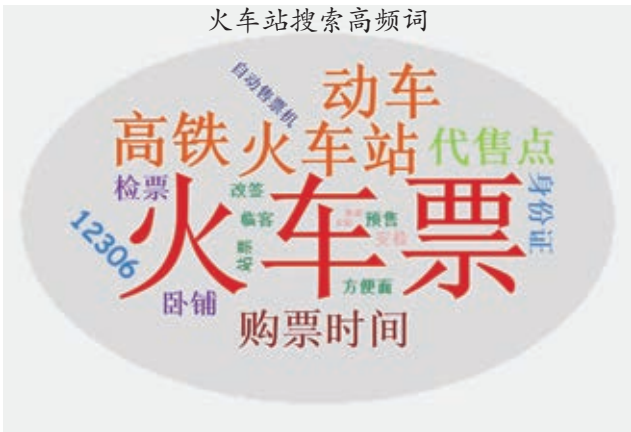 火车站搜索高频词
自动售票机
动车
高铁
火车站
代售点
检票
改签
身份证
火车票
临客
预售
安检
12306
站票
方便面
卧铺
购票时间